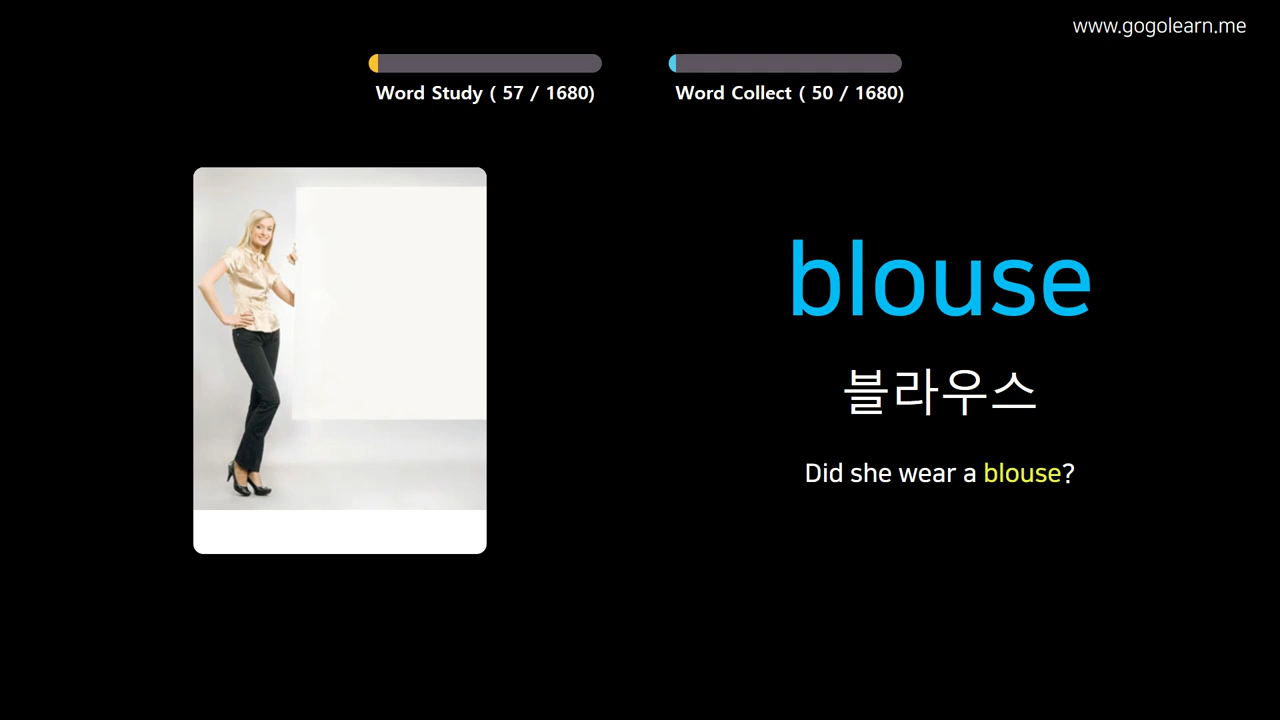 www.gogolearn.me
Word Study ( 57 / 1680)
Word Collect ( 50 / 1680)
blouse
블라우스
Did she wear a blouse?